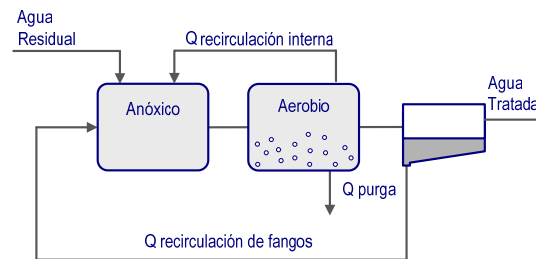 Agua
Residual
Q recirculación interna
Anóxico
Aerobio
Agua
Tratada
Q purga
Q recirculación de fangos